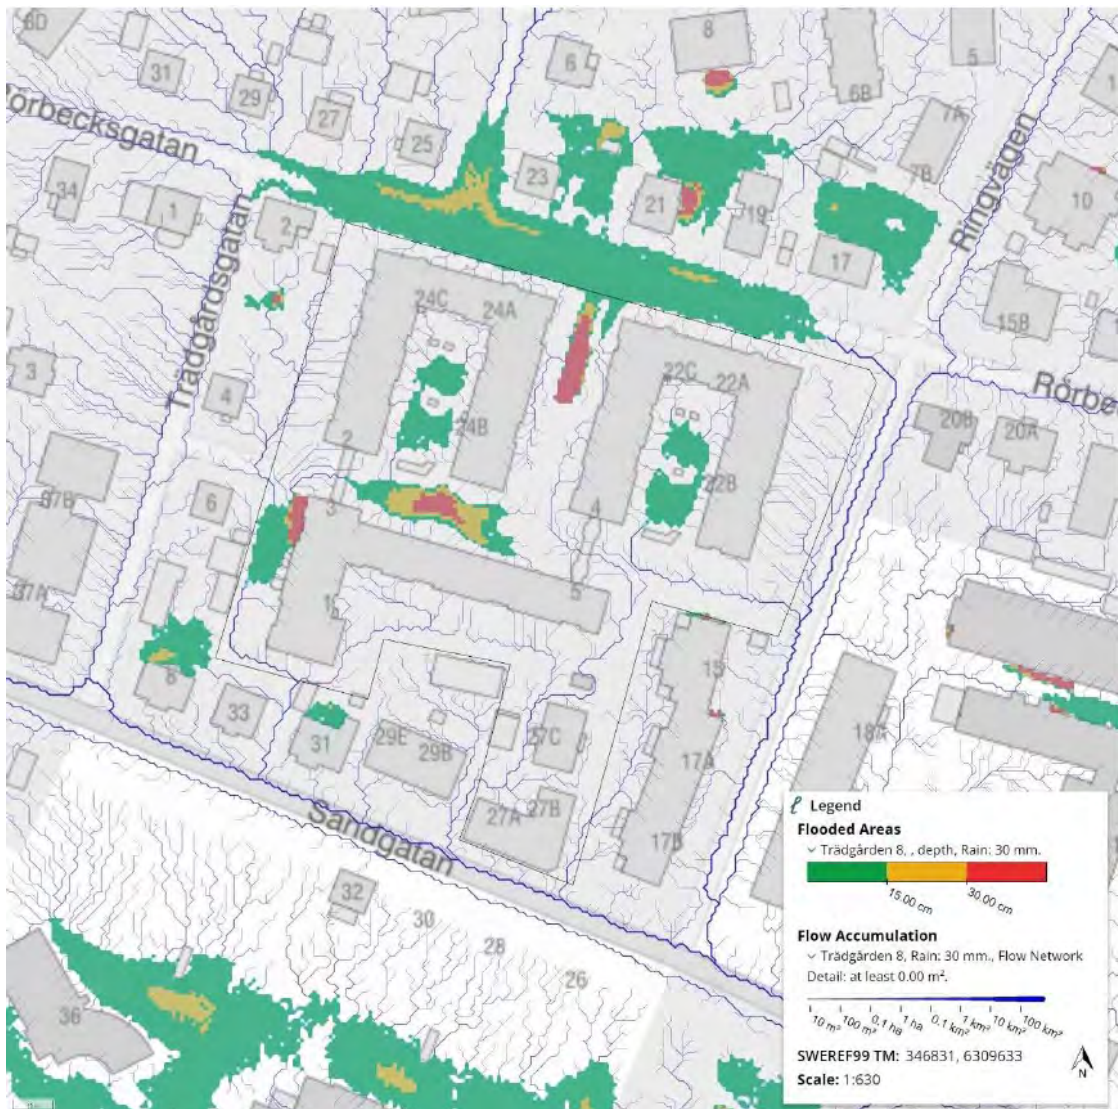 8D
31
29
27
25
6
8
6B
5
7A
7B
10
Rörbecksgatan
34
1
2
23
21
19
17
Ringvägen
15B
Trädgårdsgatan
24C
24A
22C
22A
3
4
24B
2
20B
20A
22B
37B
6
3
4
37A
1
5
15
8
33
31
29E
29B
17A
18A
27A
27B
17B
Sandgatan
32
30
28
26
36
Legend
Flooded Areas
Trädgården 8, , depth, Rain: 30 mm.
15.00 cm
30.00 cm
Flow Accumulation
Trädgården 8, Rain: 30 mm., Flow Network
Detail: at least 0.00 m².
10 m²
100 m²
0.1 ha
1 ha
0.1 km²
1 km²
10 km²
100 km²
SWEREF99 TM: 346831, 6309633
Scale: 1:630
N